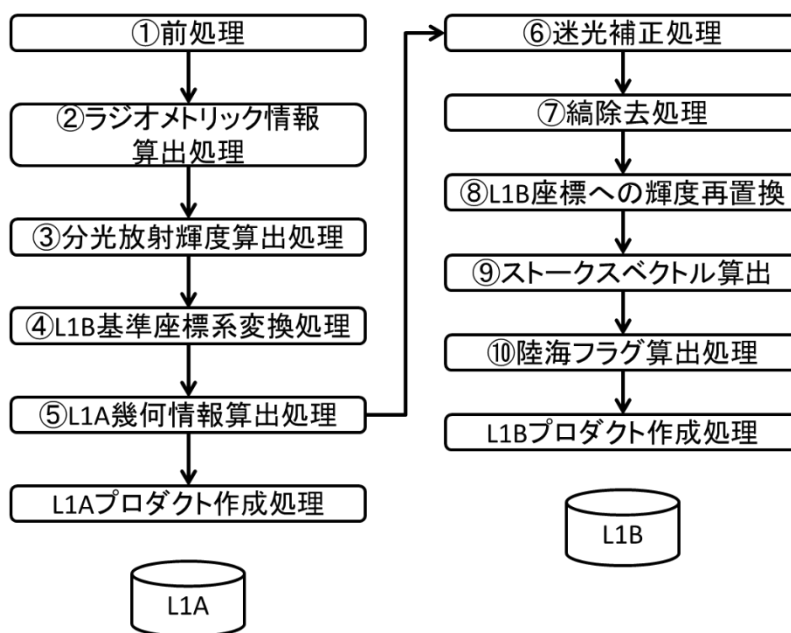 ①前処理
②ラジオメトリック情報
算出処理
③分光放射輝度算出処理
④L1B基準座標系変換処理
⑤L1A幾何情報算出処理
L1Aプロダクト作成処理
L1A
⑥迷光補正処理
⑦縞除去処理
⑧L1B座標への輝度再置換
⑨ストークスベクトル算出
⑩陸海フラグ算出処理
L1Bプロダクト作成処理
L1B